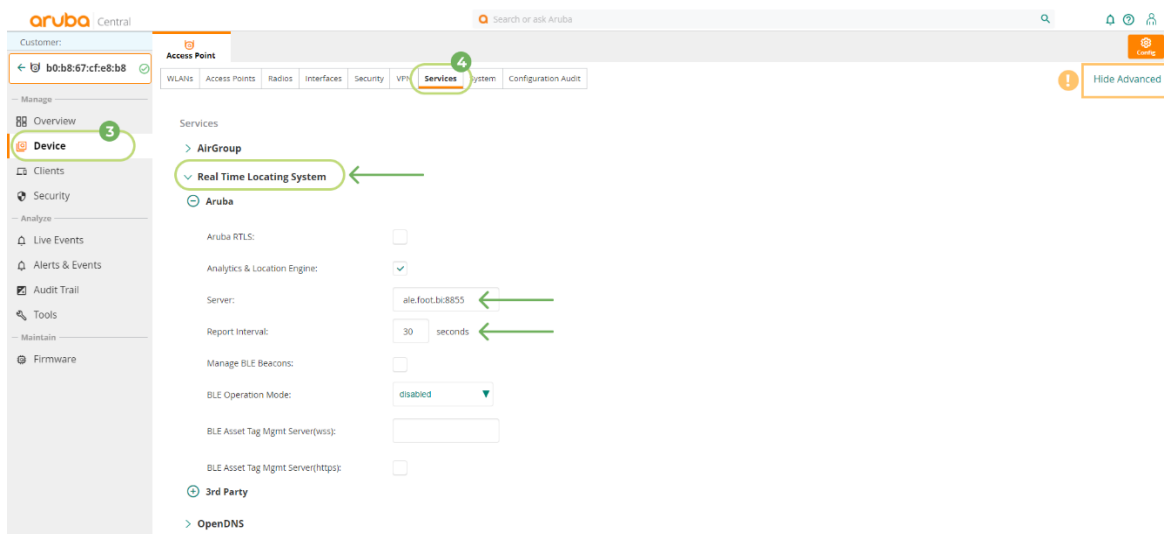 aruba Central
Search or ask Aruba
Customer:
b0:b8:67:cf:e8:b8
Manage
Overview
3
Device
Clients
Security
Analyze
Live Events
Alerts & Events
Audit Trail
Tools
Maintain
Firmware
Access Point
Config
4
WLANs Access Points Radios Interfaces Security VPN Services System Configuration Audit
! Hide Advanced
Services
AirGroup
Real Time Locating System
Aruba
Aruba RTLS:
Analytics & Location Engine:
Server: ale.foot.bi:8855
Report Interval: 30 seconds
Manage BLE Beacons:
BLE Operation Mode: disabled
BLE Asset Tag Mgmt Server(wss):
BLE Asset Tag Mgmt Server(https):
3rd Party
OpenDNS